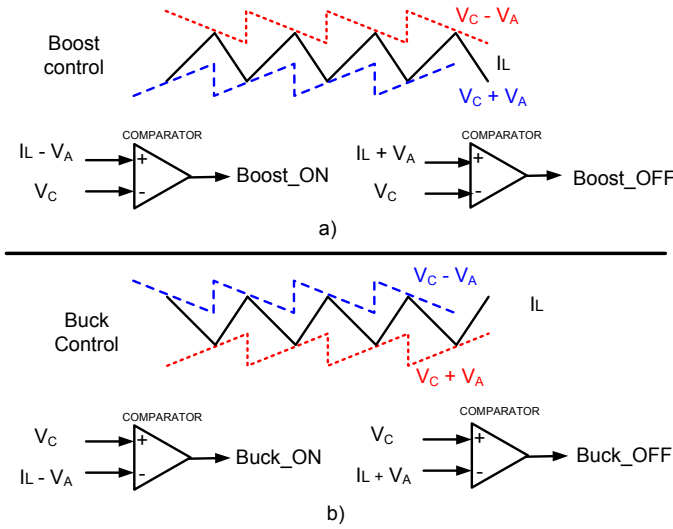 V_C - V_A
Boost control
I_L
V_C + V_A
COMPARATOR
I_L - V_A
+
V_C
-
Boost_ON
COMPARATOR
I_L + V_A
+
V_C
-
Boost_OFF
a)
V_C - V_A
I_L
Buck Control
V_C + V_A
COMPARATOR
V_C
+
I_L - V_A
-
Buck_ON
COMPARATOR
V_C
+
I_L + V_A
-
Buck_OFF
b)